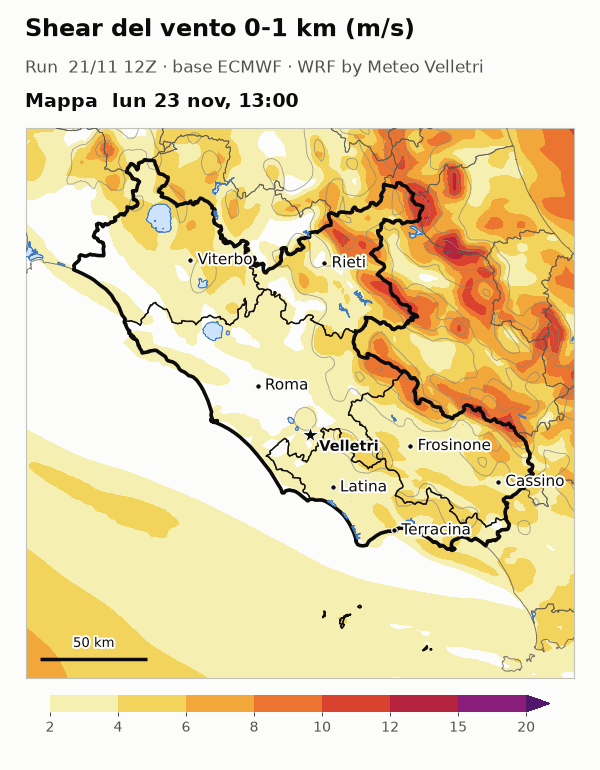 Shear del vento 0-1 km (m/s)
Run  21/11 12Z · base ECMWF · WRF by Meteo Velletri
Mappa  lun 23 nov, 13:00
Viterbo
Rieti
Roma
Velletri
Frosinone
Latina
Cassino
Terracina
50 km
2 4 6 8 10 12 15 20